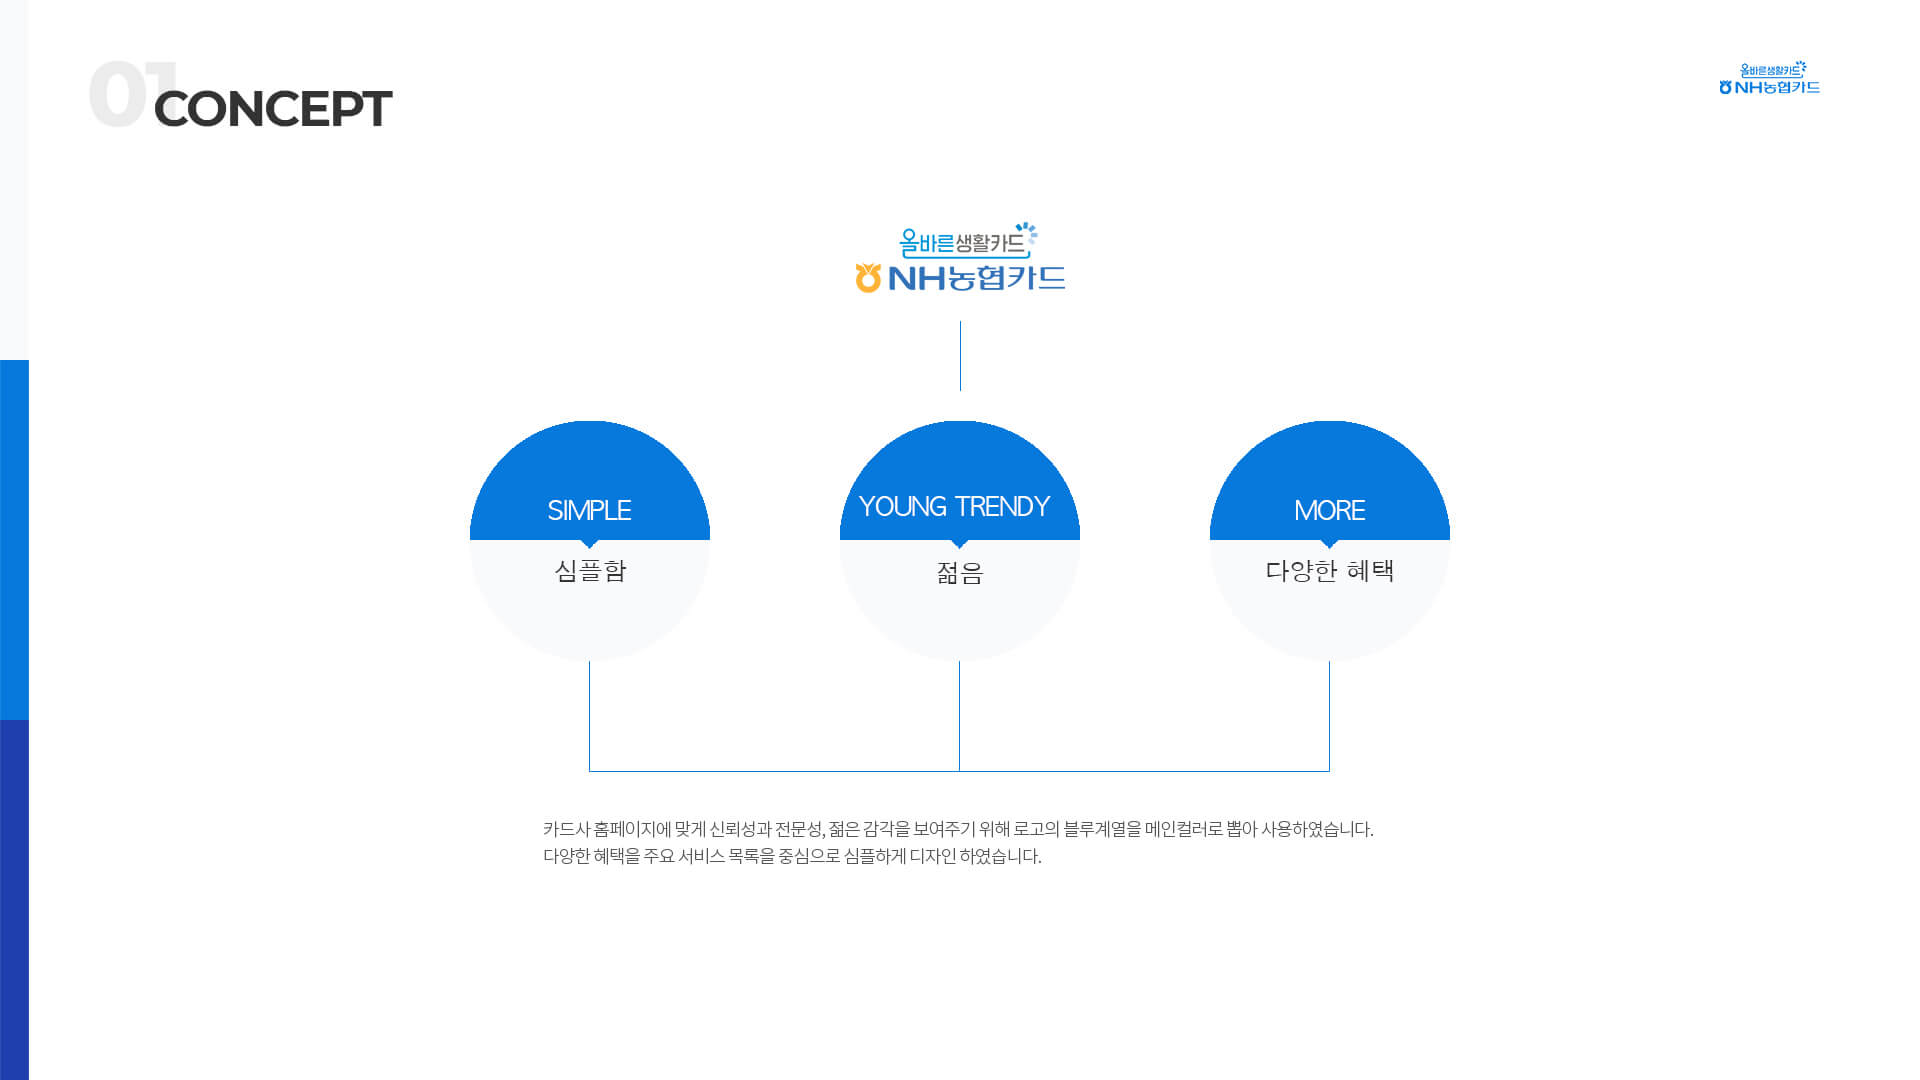 01
CONCEPT
올바른생활카드
NH농협카드
올바른생활카드
NH농협카드
SIMPLE
심플함
YOUNG TRENDY
젊음
MORE
다양한 혜택
카드사 홈페이지에 맞게 신뢰성과 전문성, 젊은 감각을 보여주기 위해 로고의 블루계열을 메인컬러로 뽑아 사용하였습니다.
다양한 혜택을 주요 서비스 목록을 중심으로 심플하게 디자인 하였습니다.